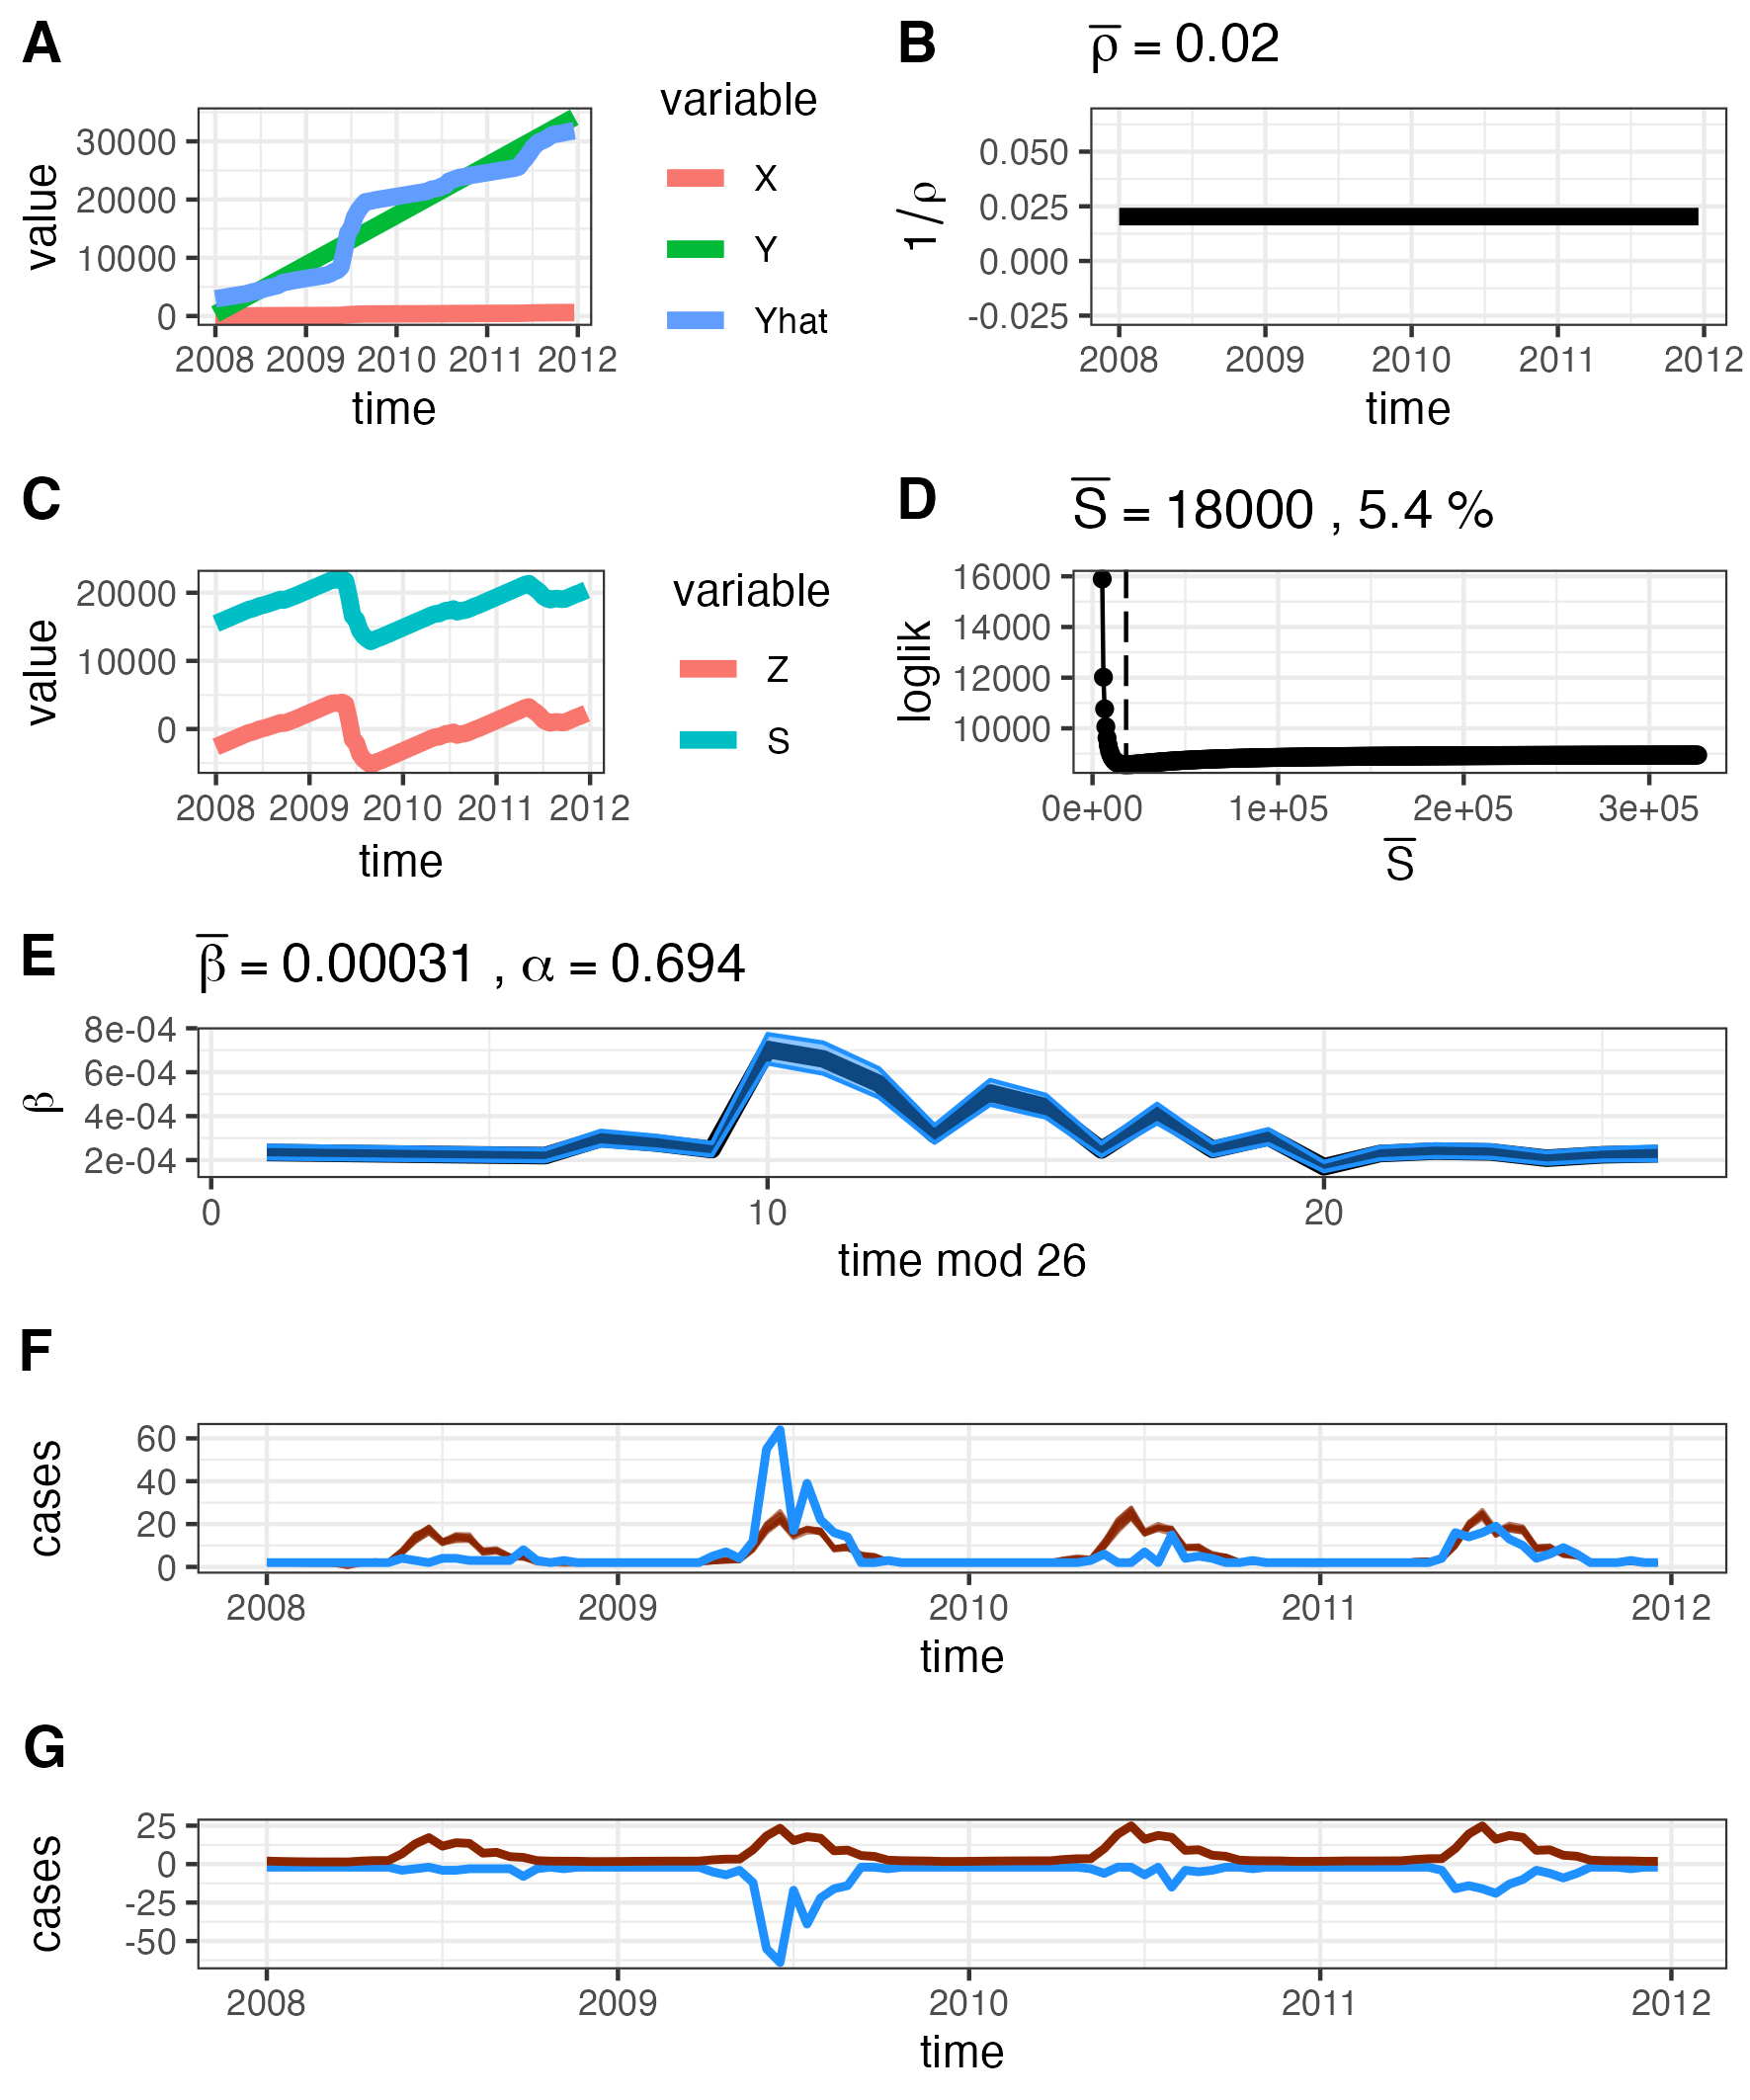 A
variable
X
Y
Yhat
value
30000
20000
10000
0
2008 2009 2010 2011 2012
time
B
ρ̅ = 0.02
1/ρ
0.050
0.025
0.000
-0.025
2008 2009 2010 2011 2012
time
C
variable
Z
S
value
20000
10000
0
2008 2009 2010 2011 2012
time
D
S̅ = 18000 , 5.4 %
loglik
16000
14000
12000
10000
0e+00 1e+05 2e+05 3e+05
S̅
E
β̅ = 0.00031 , α = 0.694
β
8e-04
6e-04
4e-04
2e-04
0 10 20
time mod 26
F
cases
60
40
20
0
2008 2009 2010 2011 2012
time
G
cases
25
0
-25
-50
2008 2009 2010 2011 2012
time